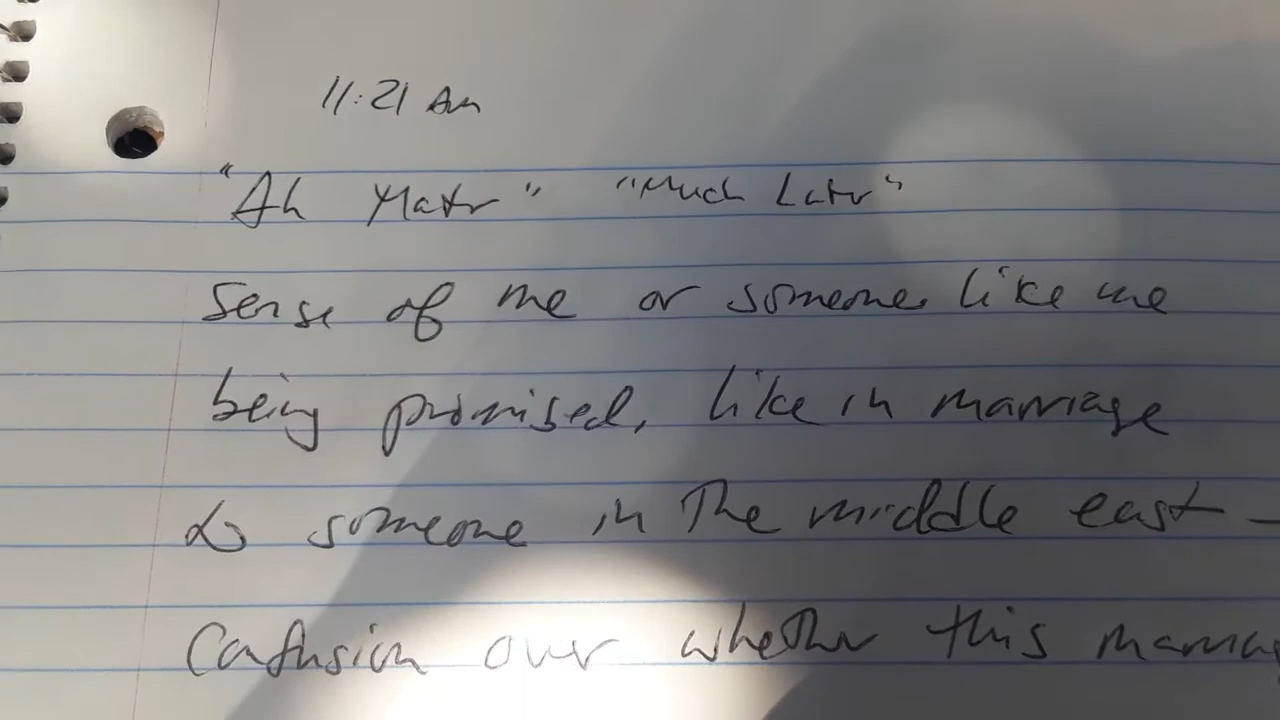 11:21 Am
"Ah Matr" "Much Later"
Sense of me or someone like me
being promised, like in marriage
to someone in The middle east -
Confusion over whether this